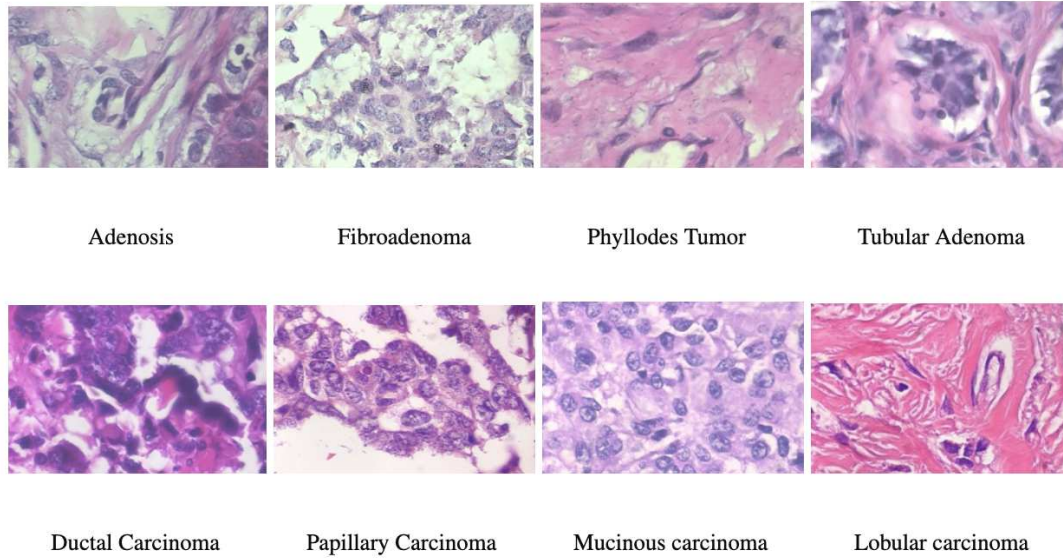 Adenosis
Fibroadenoma
Phyllodes Tumor
Tubular Adenoma
Ductal Carcinoma
Papillary Carcinoma
Mucinous carcinoma
Lobular carcinoma